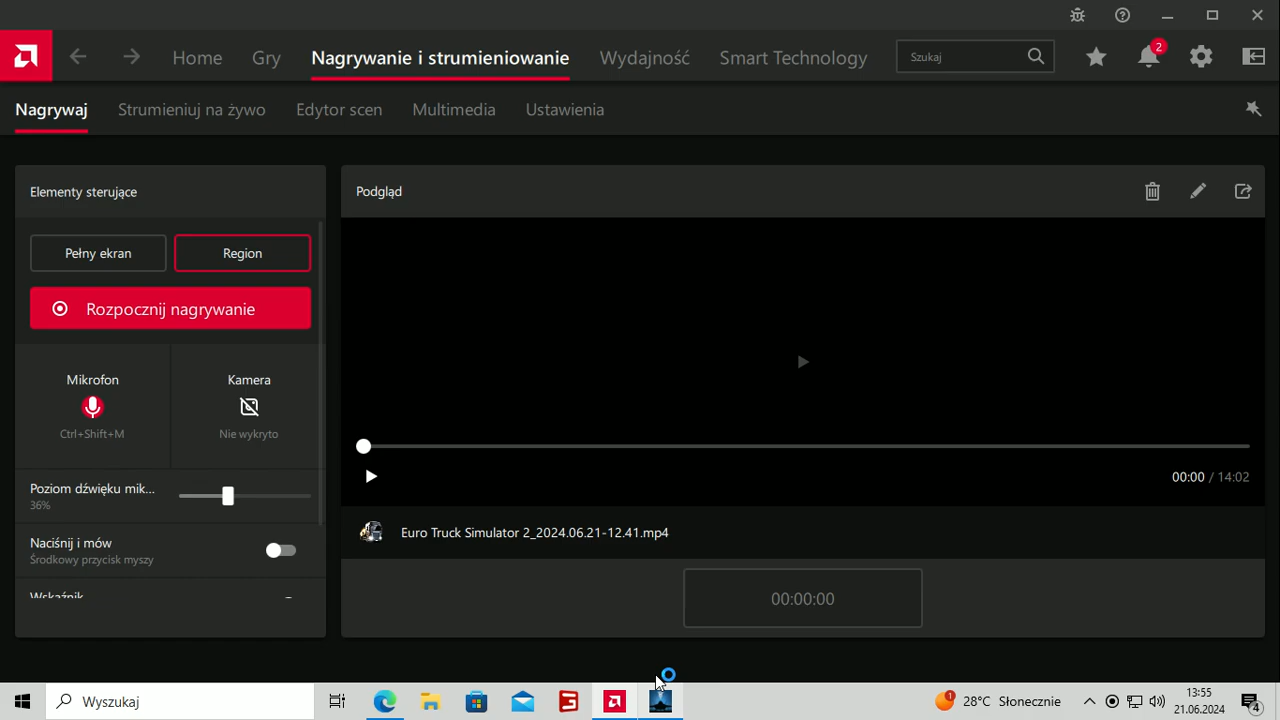 Home
Gry
Nagrywanie i strumieniowanie
Wydajność
Smart Technology
Szukaj
2
Nagrywaj
Strumieniuj na żywo
Edytor scen
Multimedia
Ustawienia
Elementy sterujące
Pełny ekran
Region
Rozpocznij nagrywanie
Mikrofon
Ctrl+Shift+M
Kamera
Nie wykryto
Poziom dźwięku mik...
36%
Naciśnij i mów
Środkowy przycisk myszy
Wskaźnik
Podgląd
00:00 / 14:02
Euro Truck Simulator 2_2024.06.21-12.41.mp4
00:00:00
Wyszukaj
1
28°C Słonecznie
13:55
21.06.2024
4